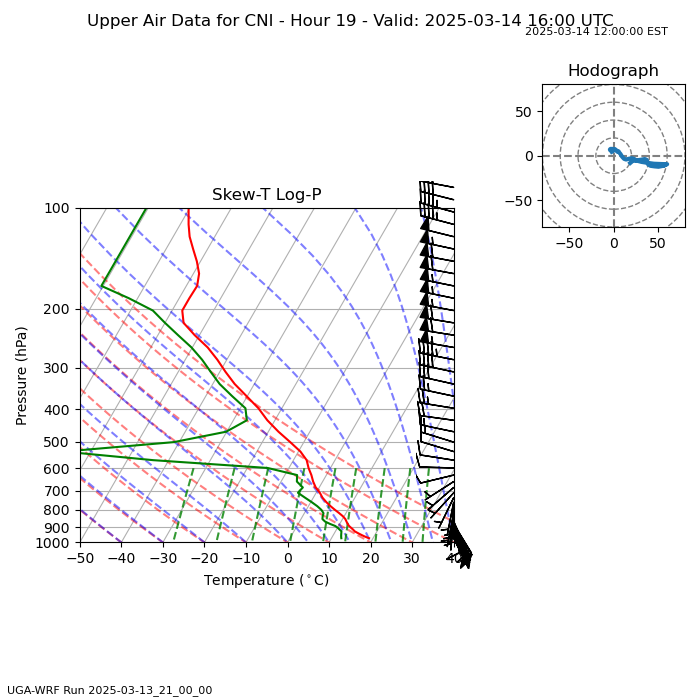 Upper Air Data for CNI - Hour 19 - Valid: 2025-03-14 16:00 UTC
2025-03-14 12:00:00 EST
Hodograph
50
0
−50
−50 0 50
Skew-T Log-P
Pressure (hPa)
100
200
300
400
500
600
700
800
900
1000
−50 −40 −30 −20 −10 0 10 20 30 40
Temperature (°C)
UGA-WRF Run 2025-03-13_21_00_00